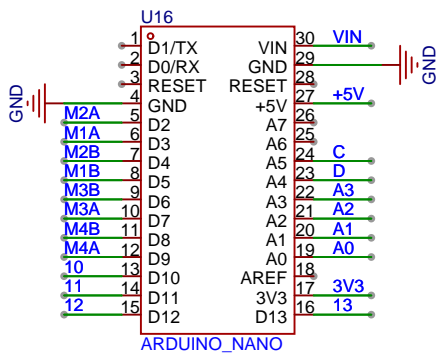 U16
1 D1/TX VIN 30 VIN
2 D0/RX GND 29 GND
3 RESET RESET 28
GND 4 GND +5V 27 +5V
M2A 5 D2 A7 26
M1A 6 D3 A6 25
M2B 7 D4 A5 24 C
M1B 8 D5 A4 23 D
M3B 9 D6 A3 22 A3
M3A 10 D7 A2 21 A2
M4B 11 D8 A1 20 A1
M4A 12 D9 A0 19 A0
10 13 D10 AREF 18
11 14 D11 3V3 17 3V3
12 15 D12 D13 16 13
ARDUINO_NANO